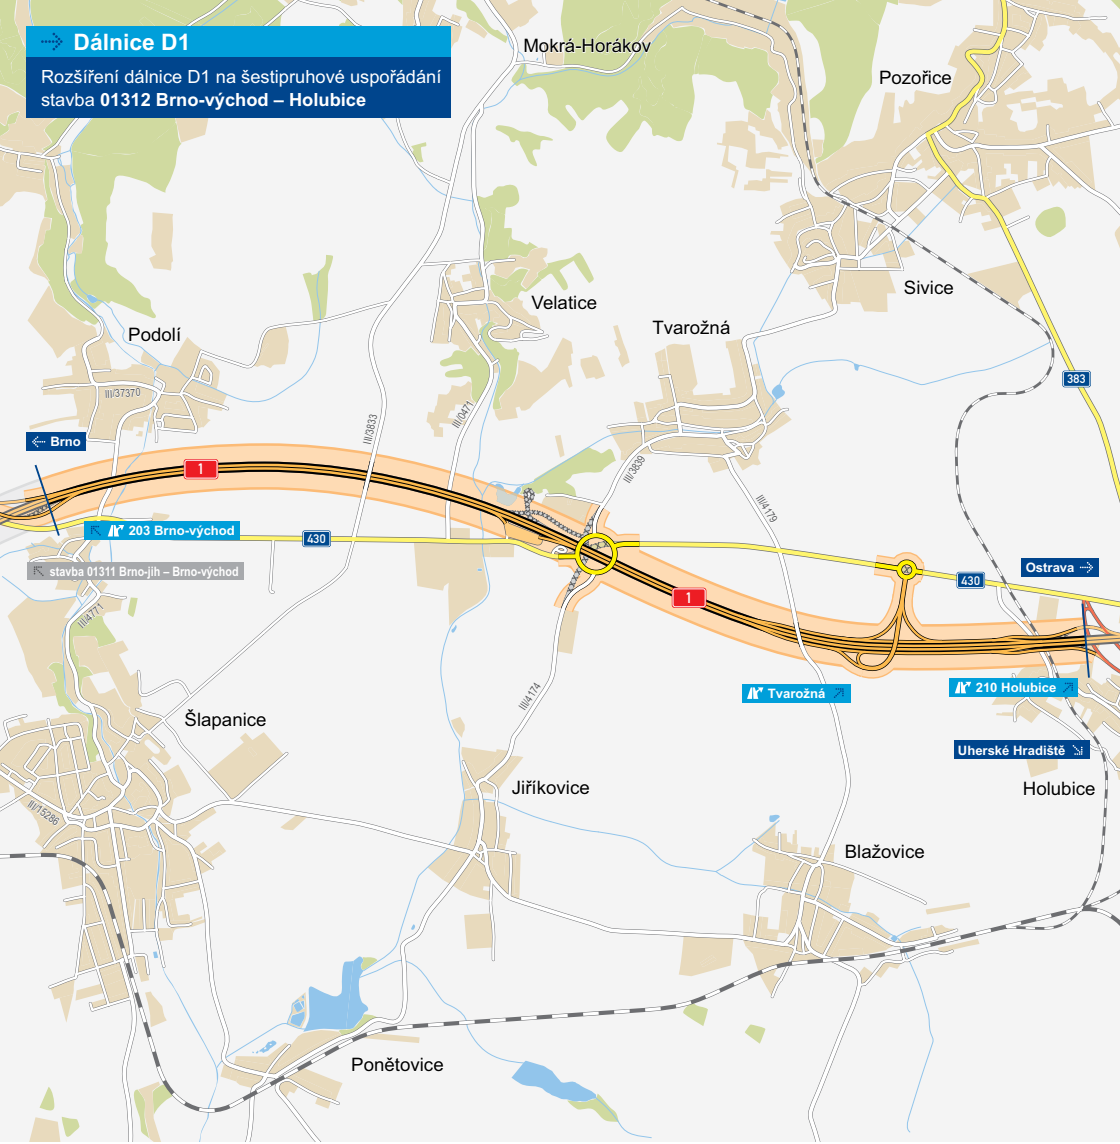 Dálnice D1
Rozšíření dálnice D1 na šestipruhové uspořádání
stavba 01312 Brno-východ – Holubice
Mokrá-Horákov
Pozořice
Sivice
Velatice
Tvarožná
Podolí
383
III/37370
III/3833
III/0471
Brno
1
III/3839
III/4179
203 Brno-východ
430
stavba 01311 Brno-jih – Brno-východ
Ostrava
430
1
III/4771
III/4174
Tvarožná
210 Holubice
Šlapanice
Uherské Hradiště
Jiříkovice
Holubice
III/15286
Blažovice
Ponětovice